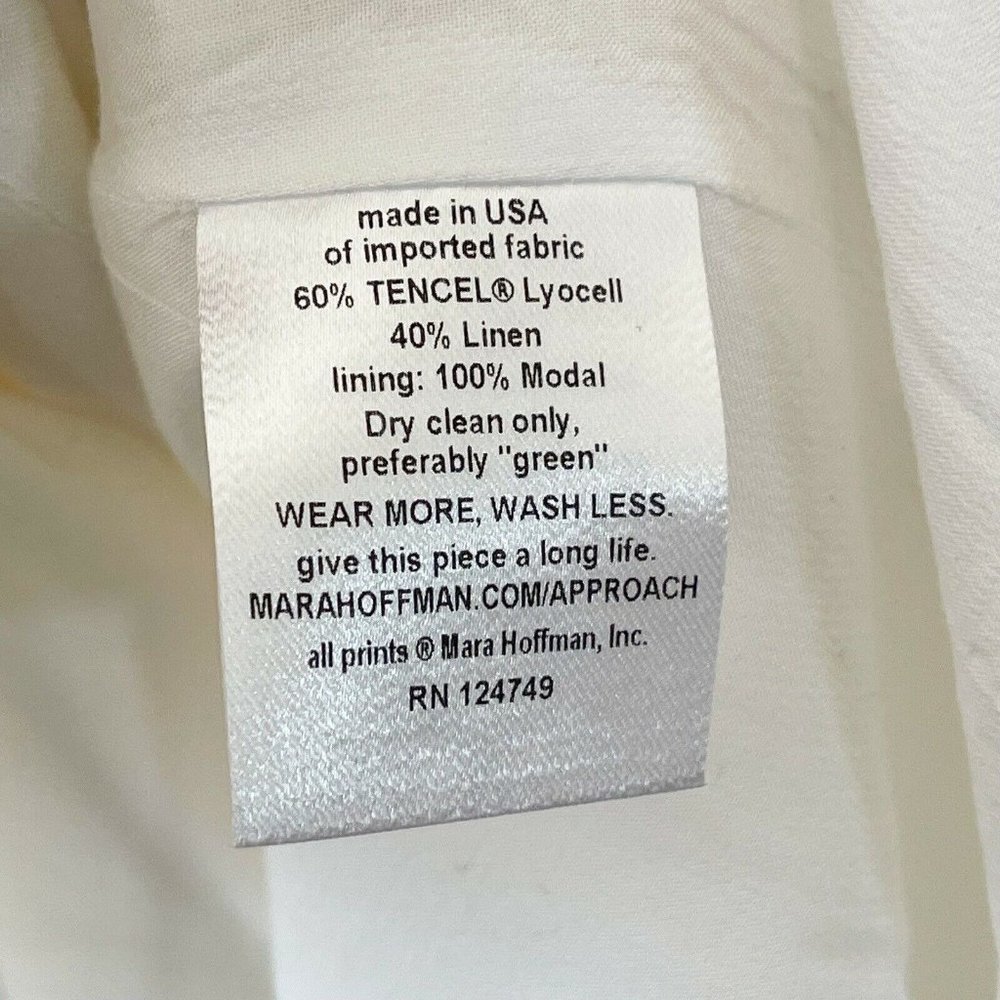 made in USA
of imported fabric
60% TENCEL® Lyocell
40% Linen
lining: 100% Modal
Dry clean only,
preferably "green"
WEAR MORE, WASH LESS.
give this piece a long life.
MARAHOFFMAN.COM/APPROACH
all prints ® Mara Hoffman, Inc.
RN 124749